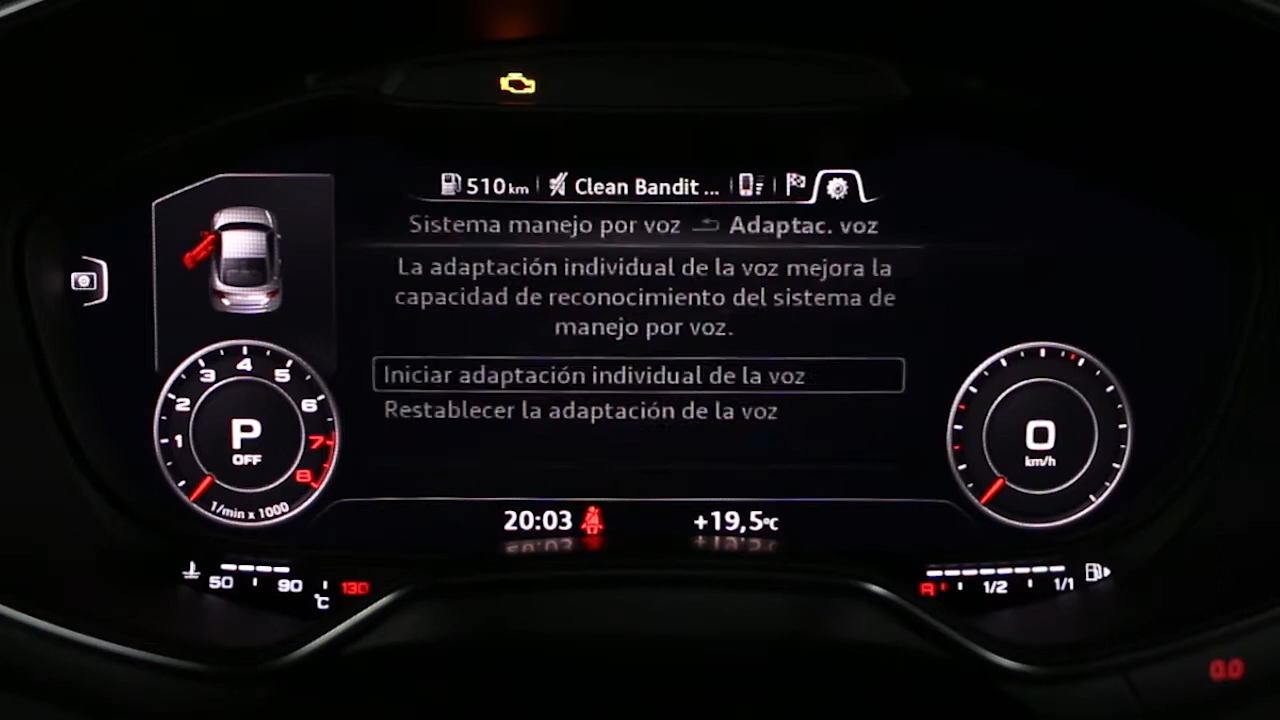 510 km Clean Bandit ...
Sistema manejo por voz Adaptac. voz
La adaptación individual de la voz mejora la
capacidad de reconocimiento del sistema de
manejo por voz.
Iniciar adaptación individual de la voz
Restablecer la adaptación de la voz
1 2 3 4 5 6 7 8
P
OFF
1/min x 1000
0
km/h
20:03 +19,5°C
50 90 130
°C
R 1/2 1/1
0.0